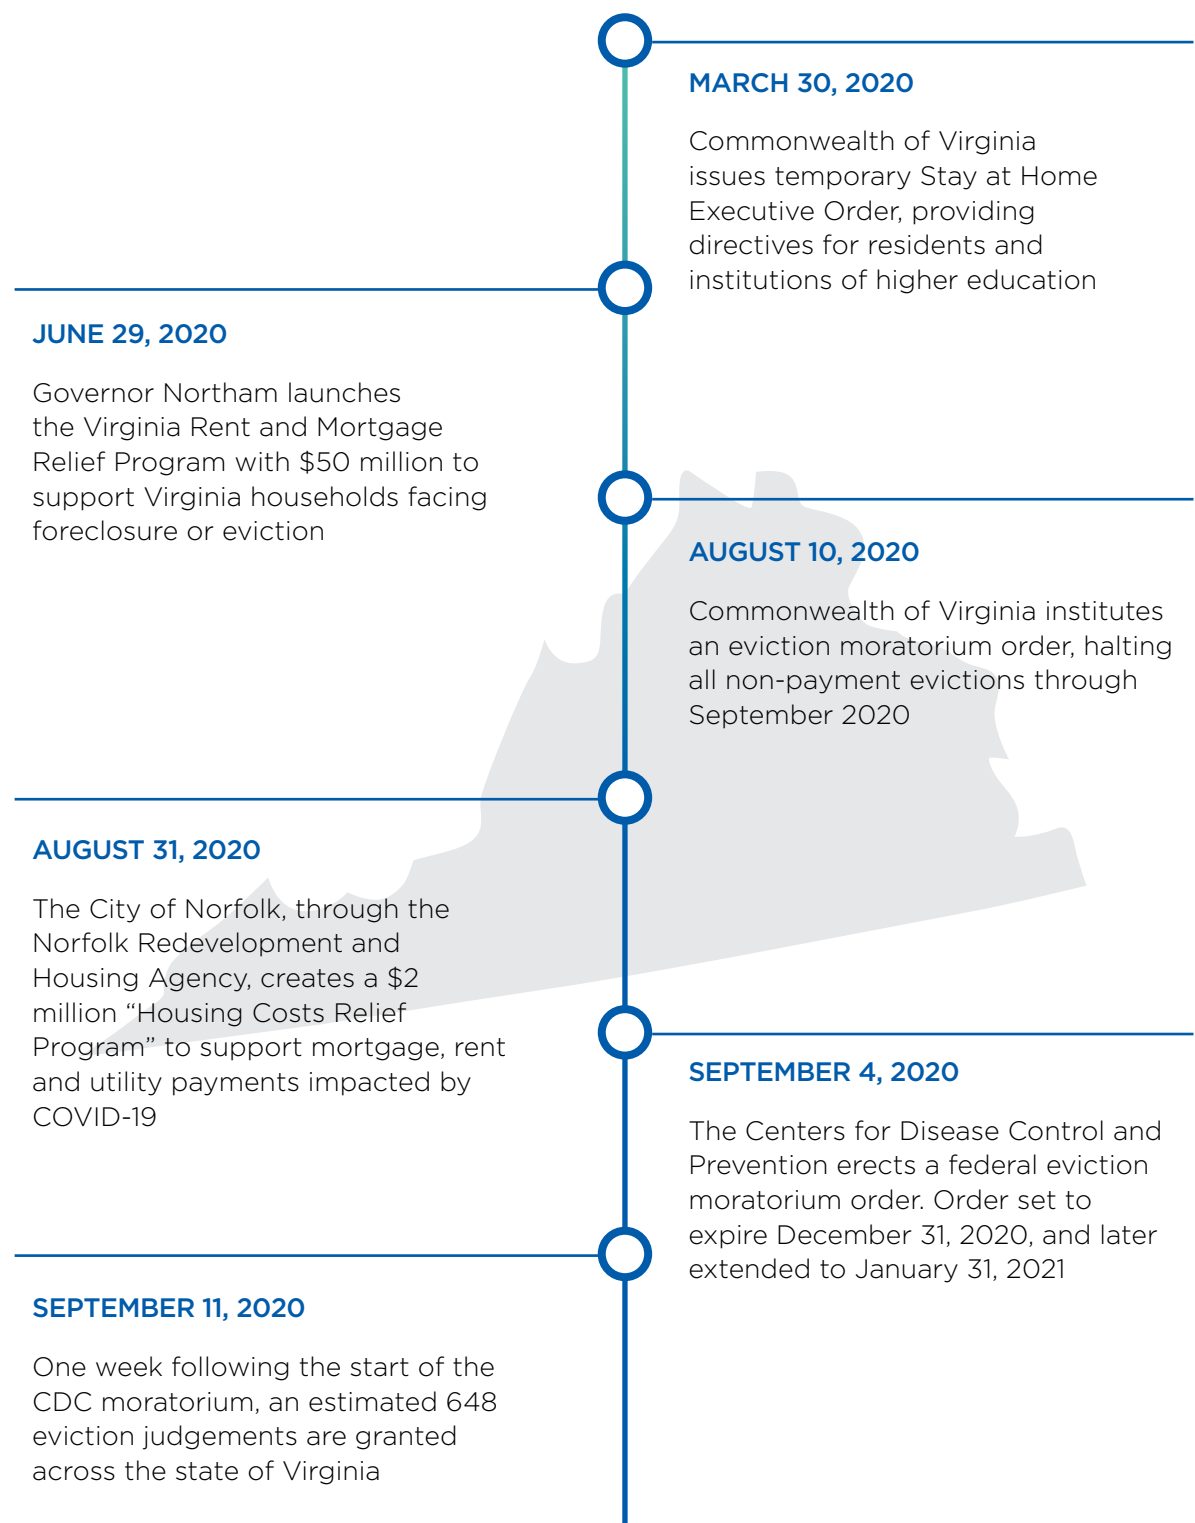 MARCH 30, 2020
Commonwealth of Virginia
issues temporary Stay at Home
Executive Order, providing
directives for residents and
institutions of higher education
JUNE 29, 2020
Governor Northam launches
the Virginia Rent and Mortgage
Relief Program with $50 million to
support Virginia households facing
foreclosure or eviction
AUGUST 10, 2020
Commonwealth of Virginia institutes
an eviction moratorium order, halting
all non-payment evictions through
September 2020
AUGUST 31, 2020
The City of Norfolk, through the
Norfolk Redevelopment and
Housing Agency, creates a $2
million “Housing Costs Relief
Program” to support mortgage, rent
and utility payments impacted by
COVID-19
SEPTEMBER 4, 2020
The Centers for Disease Control and
Prevention erects a federal eviction
moratorium order. Order set to
expire December 31, 2020, and later
extended to January 31, 2021
SEPTEMBER 11, 2020
One week following the start of the
CDC moratorium, an estimated 648
eviction judgements are granted
across the state of Virginia